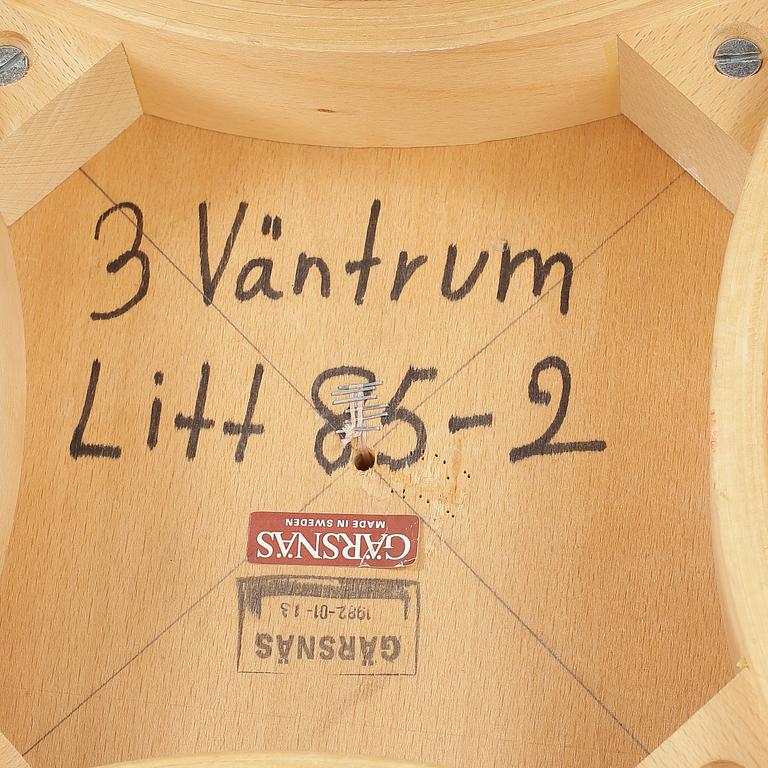 3 Väntrum
Litt 85-2
GÄRSNÄS
MADE IN SWEDEN
GÄRSNÄS
1982-01-13